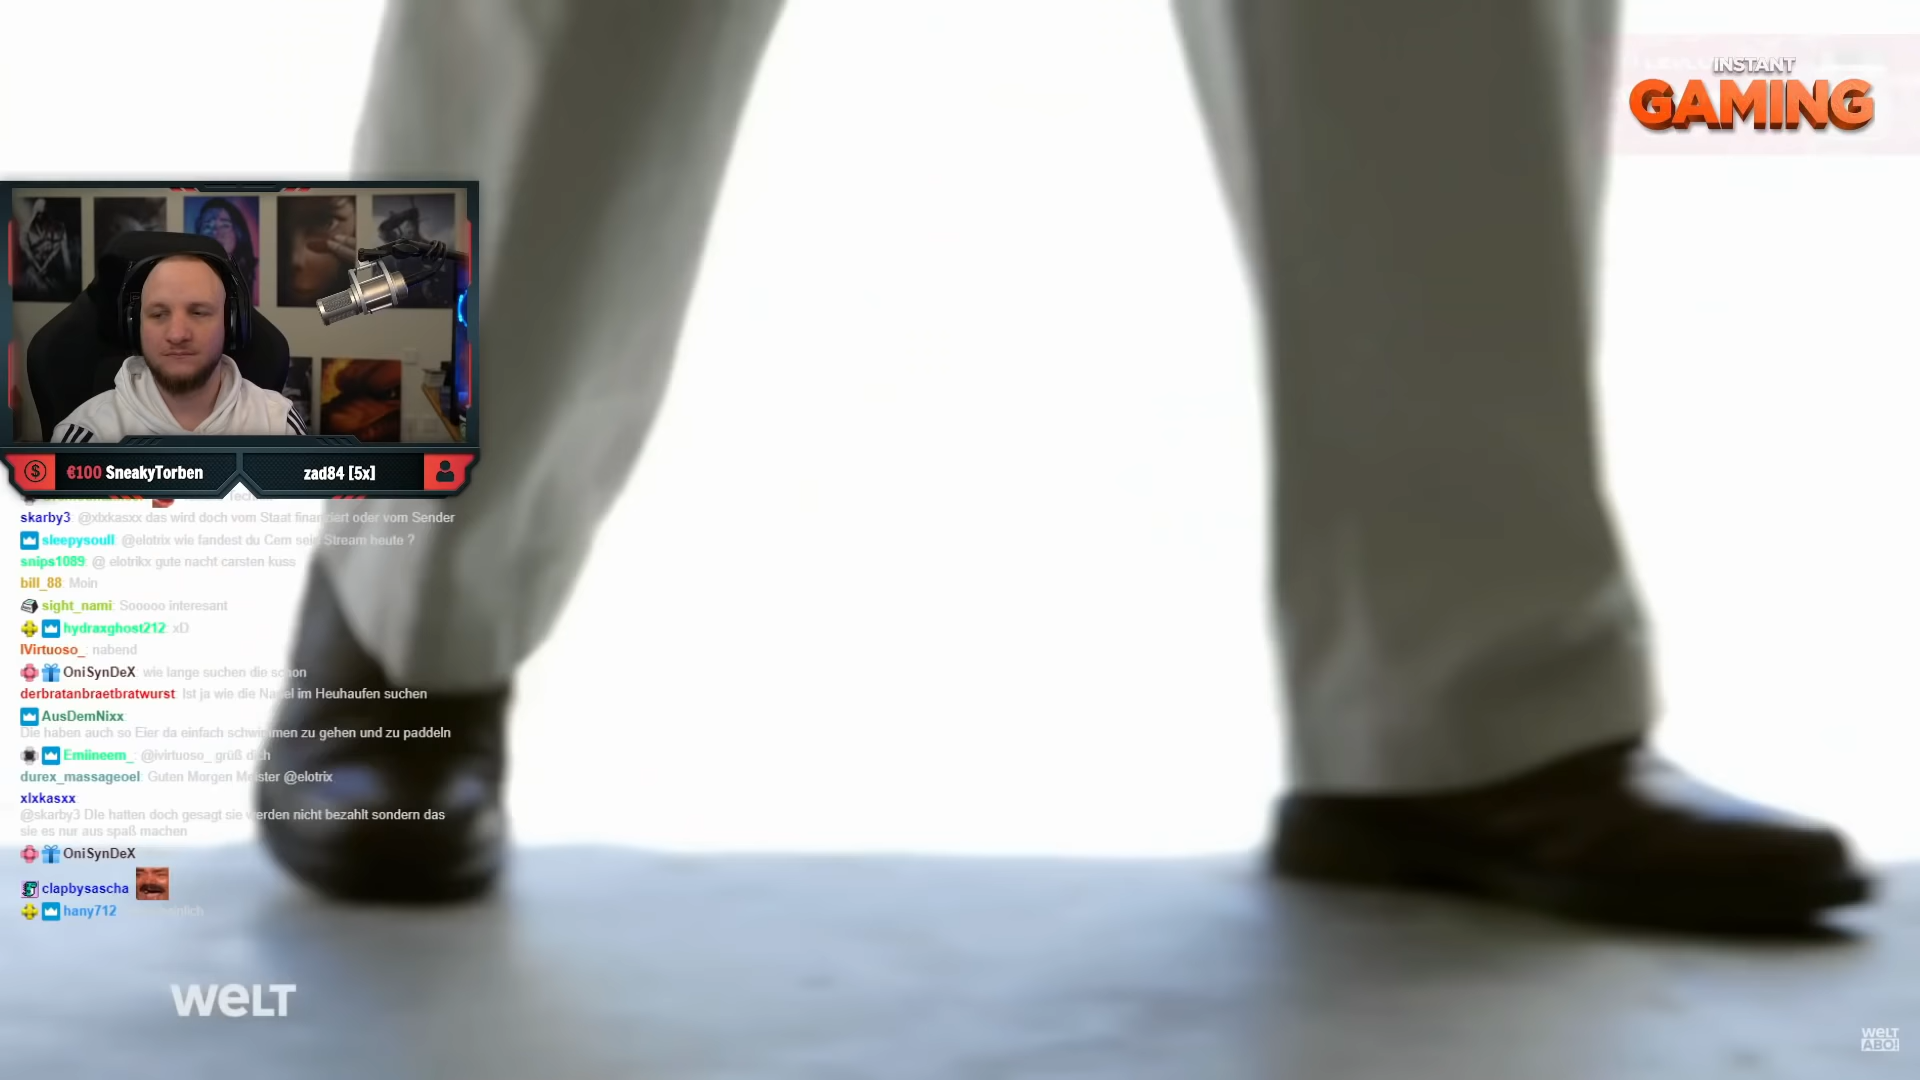 INSTANT
GAMING
€100 SneakyTorben
zad84 [5x]
skarby3: @xlxkasxx das wird doch vom Staat finanziert oder vom Sender
sleepysoull: @elotrix wie fandest du Cem sein Stream heute ?
snips1089: @ elotrikx gute nacht carsten kuss
bill_88: Moin
sight_nami: Sooooo interesant
hydraxghost212: xD
IVirtuoso_: nabend
OniSynDeX: wie lange suchen die schon
derbratanbraetbratwurst: Ist ja wie die Nadel im Heuhaufen suchen
AusDemNixx
Die haben auch so Eier da einfach schwimmen zu gehen und zu paddeln
Emiineem_: @ivirtuoso_ grüß dich
durex_massageoel: Guten Morgen Meister @elotrix
xlxkasxx
@skarby3 DIe hatten doch gesagt sie werden nicht bezahlt sondern das
sie es nur aus spaß machen
OniSynDeX
clapbysascha
hany712
WELT
WELT
ABO!